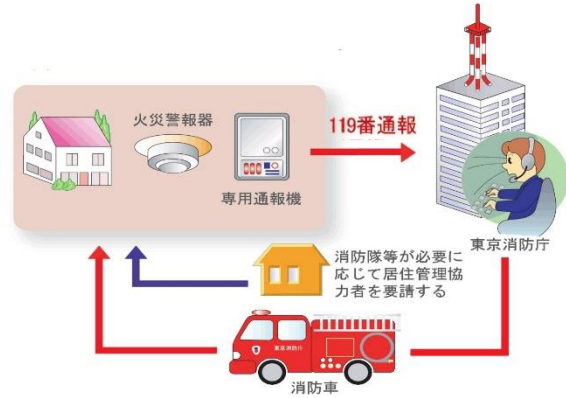 火災警報器
専用通報機
119番通報
東京消防庁
消防隊等が必要に
応じて居住管理協
力者を要請する
東京消防庁
消防車